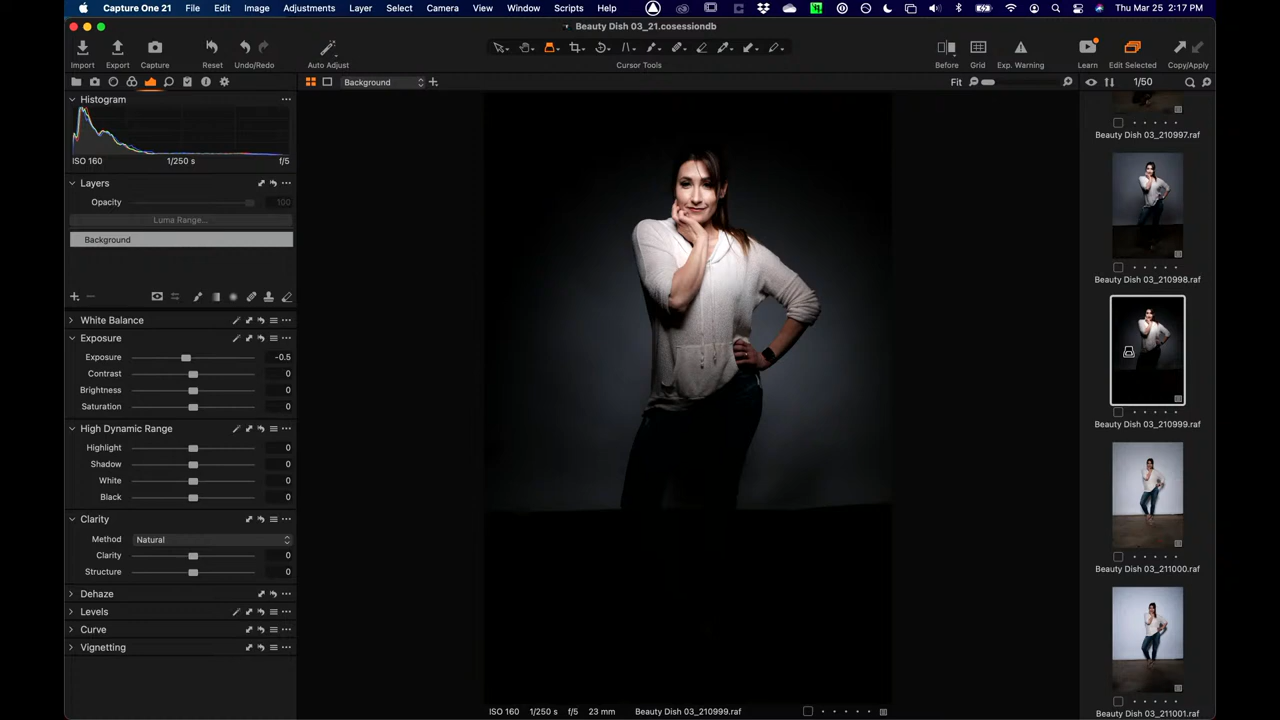 Capture One 21 File Edit Image Adjustments Layer Select Camera View Window Scripts Help Thu Mar 25 2:17 PM
Beauty Dish 03_21.cosessiondb
Import Export Capture Reset Undo/Redo Auto Adjust Cursor Tools Before Grid Exp. Warning Learn Edit Selected Copy/Apply
Background Fit 1/50
Histogram
ISO 160 1/250 s f/5
Layers
Opacity 100
Luma Range...
Background
White Balance
Exposure
Exposure -0.5
Contrast 0
Brightness 0
Saturation 0
High Dynamic Range
Highlight 0
Shadow 0
White 0
Black 0
Clarity
Method Natural
Clarity 0
Structure 0
Dehaze
Levels
Curve
Vignetting
ISO 160 1/250 s f/5 23 mm Beauty Dish 03_210999.raf
Beauty Dish 03_210997.raf
Beauty Dish 03_210998.raf
Beauty Dish 03_210999.raf
Beauty Dish 03_211000.raf
Beauty Dish 03_211001.raf